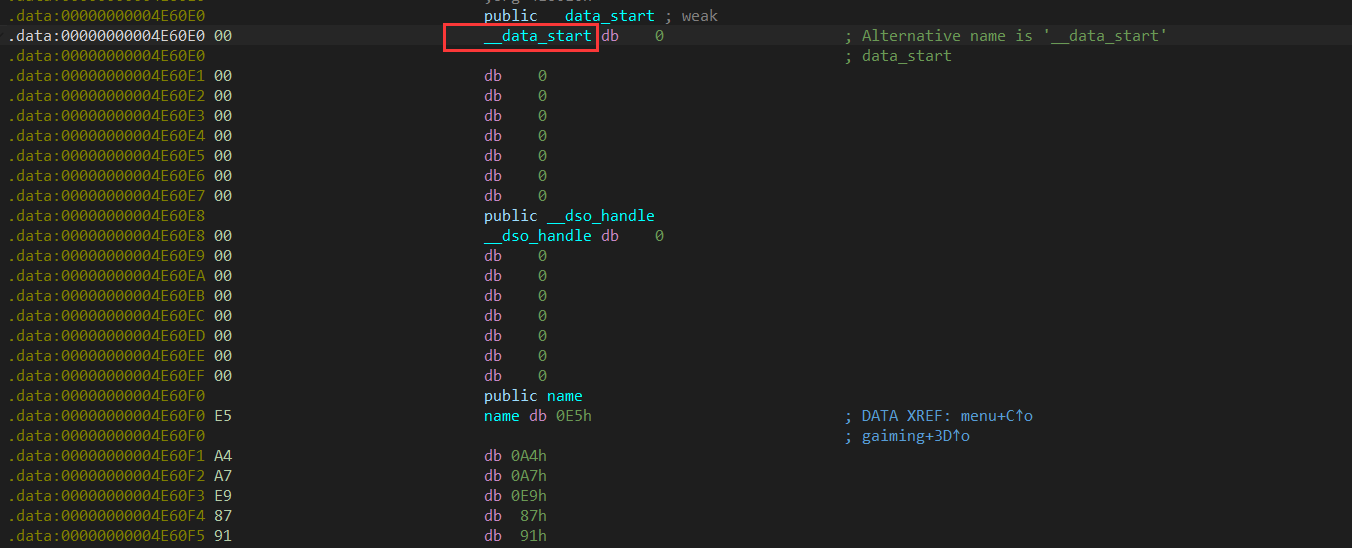 .data:00000000004E60E0 public __data_start ; weak
.data:00000000004E60E0 00 __data_start db 0 ; Alternative name is '__data_start'
.data:00000000004E60E0 ; data_start
.data:00000000004E60E1 00 db 0
.data:00000000004E60E2 00 db 0
.data:00000000004E60E3 00 db 0
.data:00000000004E60E4 00 db 0
.data:00000000004E60E5 00 db 0
.data:00000000004E60E6 00 db 0
.data:00000000004E60E7 00 db 0
.data:00000000004E60E8 public __dso_handle
.data:00000000004E60E8 00 __dso_handle db 0
.data:00000000004E60E9 00 db 0
.data:00000000004E60EA 00 db 0
.data:00000000004E60EB 00 db 0
.data:00000000004E60EC 00 db 0
.data:00000000004E60ED 00 db 0
.data:00000000004E60EE 00 db 0
.data:00000000004E60EF 00 db 0
.data:00000000004E60F0 public name
.data:00000000004E60F0 E5 name db 0E5h ; DATA XREF: menu+C↑o
.data:00000000004E60F0 ; gaiming+3D↑o
.data:00000000004E60F1 A4 db 0A4h
.data:00000000004E60F2 A7 db 0A7h
.data:00000000004E60F3 E9 db 0E9h
.data:00000000004E60F4 87 db 87h
.data:00000000004E60F5 91 db 91h